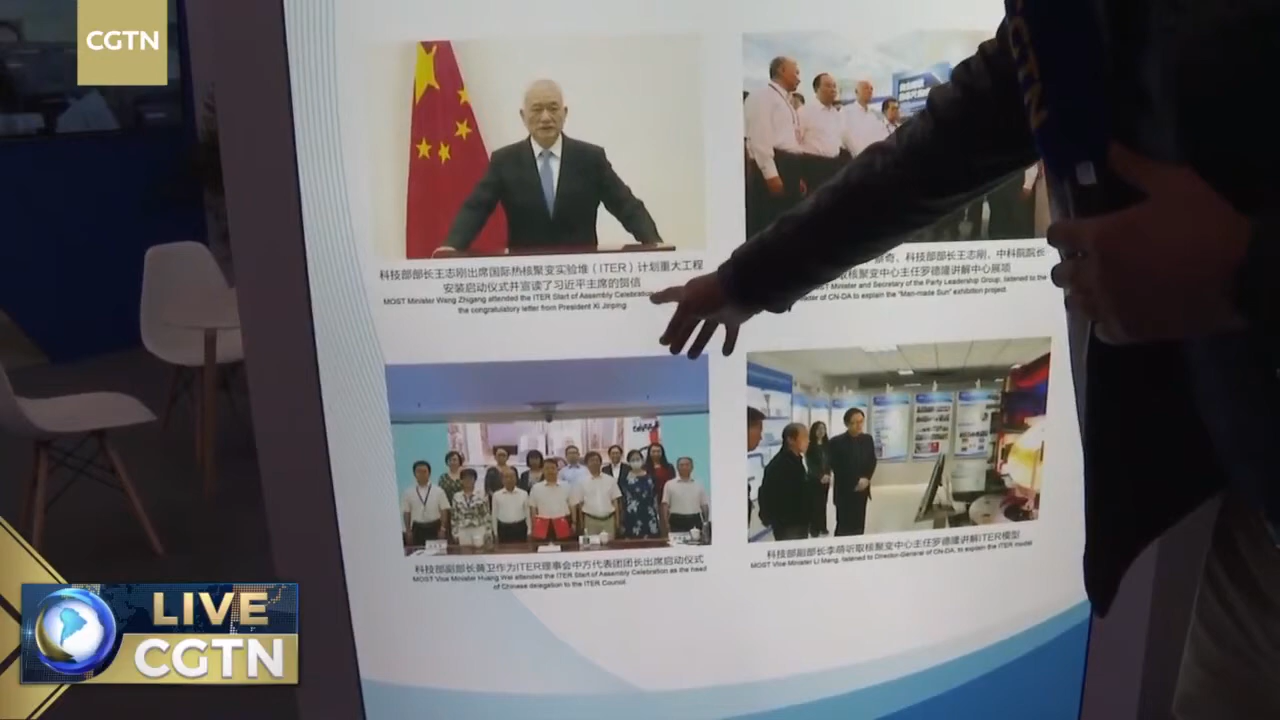 CGTN
CGTN
科技部部长王志刚出席国际热核聚变实验堆（ITER）计划重大工程
安装启动仪式并宣读了习近平主席的贺信
MOST Minister Wang Zhigang attended the ITER Start of Assembly Celebration
the congratulatory letter from President Xi Jinping
、科技部部长王志刚，中科院院长
取核聚变中心主任罗德隆讲解中心展项
Minister and Secretary of the Party Leadership Group, listened to the
of CN-DA to explain the "Man-made Sun" exhibition project.
科技部副部长黄卫作为ITER理事会中方代表团团长出席启动仪式
MOST Vice Minister Huang Wei attended the ITER Start of Assembly Celebration as the head
of Chinese delegation to the ITER Council
科技部副部长李萌听取核聚变中心主任罗德隆讲解ITER模型
MOST Vise Minister Li Meng, listened to Director-General of CN-DA, to explain the ITER model
LIVE
CGTN